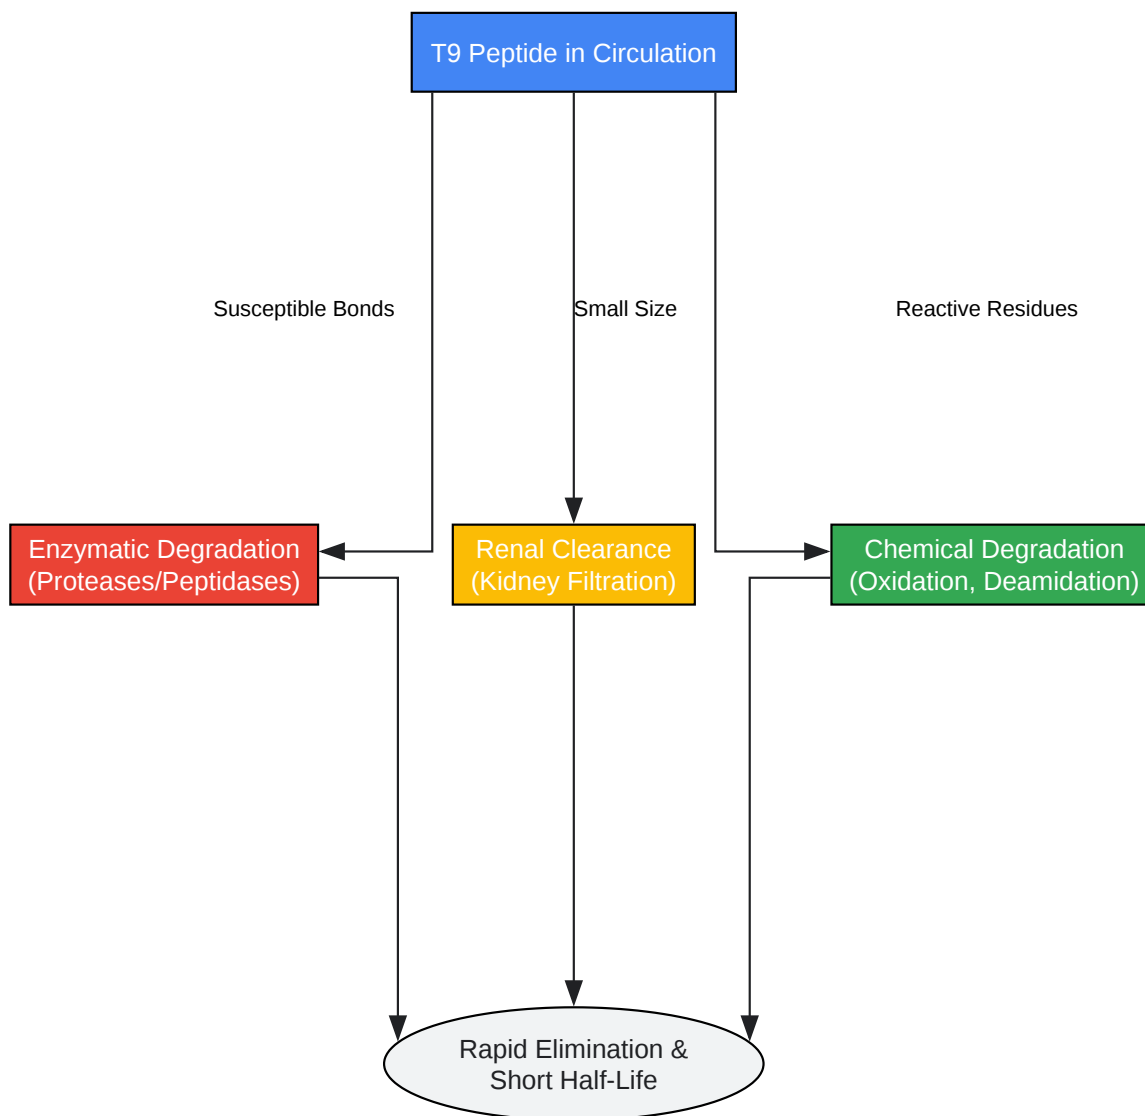 T9 Peptide in Circulation
Susceptible Bonds
Small Size
Reactive Residues
Enzymatic Degradation
(Proteases/Peptidases)
Renal Clearance
(Kidney Filtration)
Chemical Degradation
(Oxidation, Deamidation)
Rapid Elimination &
Short Half-Life